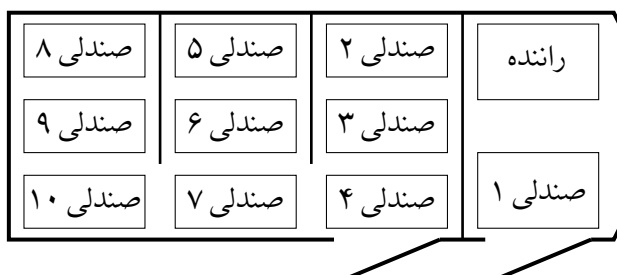 راننده صندلی ۲ صندلی ۵ صندلی ۸
صندلی ۳ صندلی ۶ صندلی ۹
صندلی ۱ صندلی ۴ صندلی ۷ صندلی ۱۰